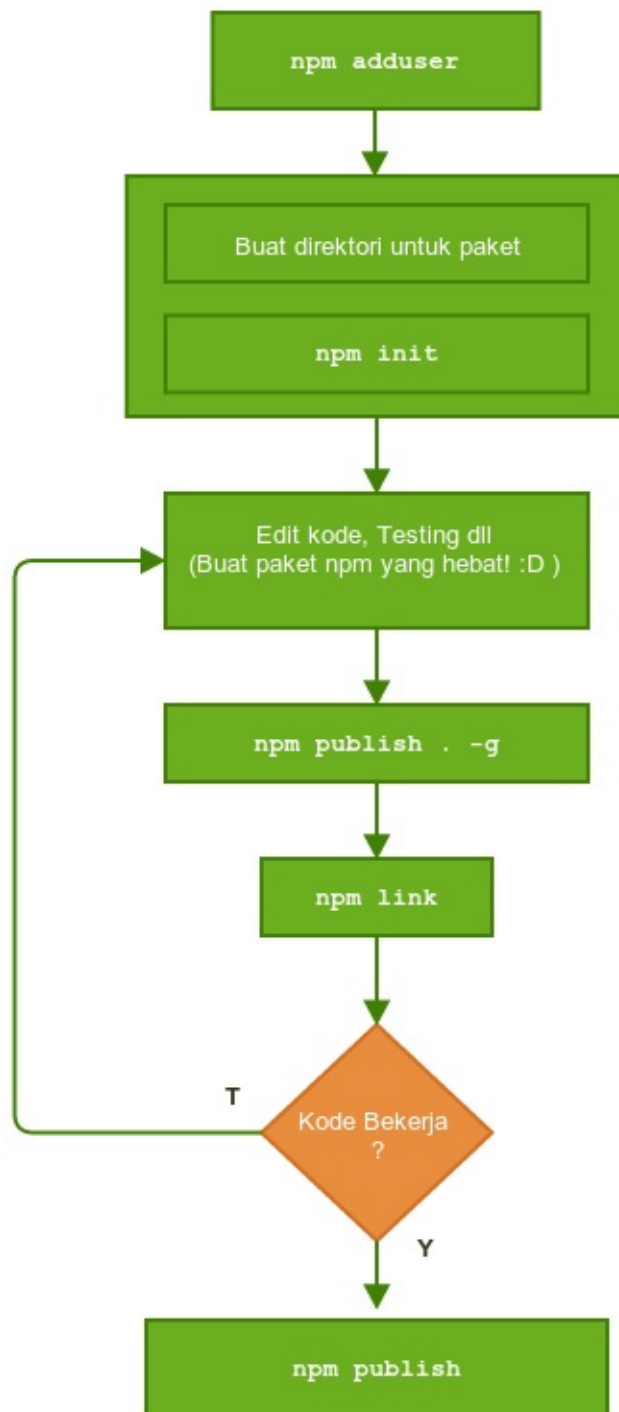 npm adduser
Buat direktori untuk paket
npm init
Edit kode, Testing dll
(Buat paket npm yang hebat! :D )
npm publish . -g
npm link
T
Kode Bekerja
?
Y
npm publish